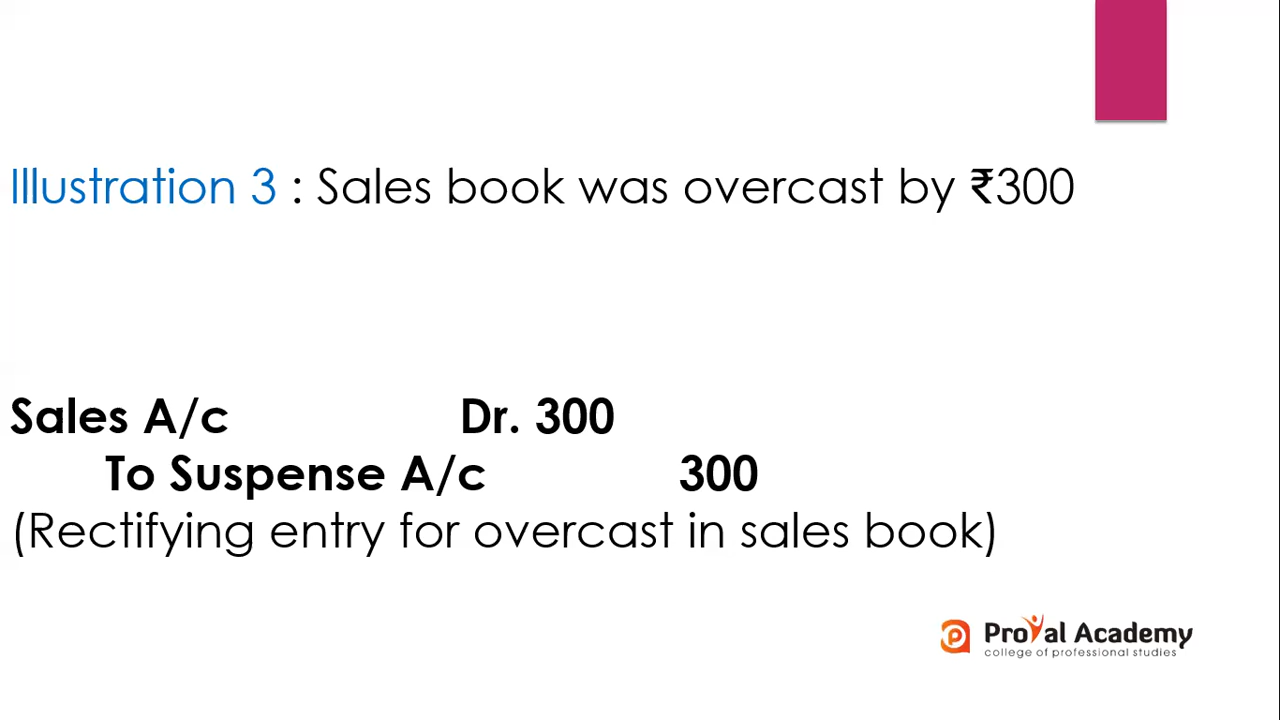 Illustration 3 : Sales book was overcast by ₹300
Sales A/c Dr. 300
To Suspense A/c 300
(Rectifying entry for overcast in sales book)
ProVal Academy
college of professional studies